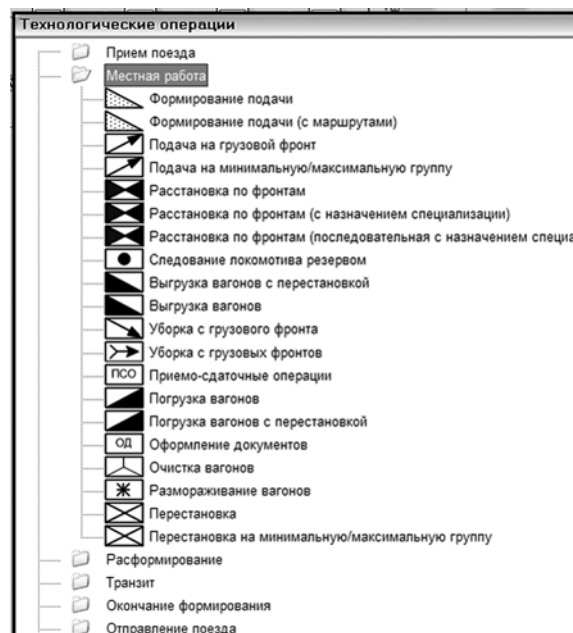 Технологические операции
Прием поезда
Местная работа
Формирование подачи
Формирование подачи (с маршрутами)
Подача на грузовой фронт
Подача на минимальную/максимальную группу
Расстановка по фронтам
Расстановка по фронтам (с назначением специализации)
Расстановка по фронтам (последовательная с назначением специа
Следование локомотива резервом
Выгрузка вагонов с перестановкой
Выгрузка вагонов
Уборка с грузового фронта
Уборка с грузовых фронтов
ПСО Приемо-сдаточные операции
Погрузка вагонов
Погрузка вагонов с перестановкой
ОД Оформление документов
Очистка вагонов
Размораживание вагонов
Перестановка
Перестановка на минимальную/максимальную группу
Расформирование
Транзит
Окончание формирования
Отправление поезда